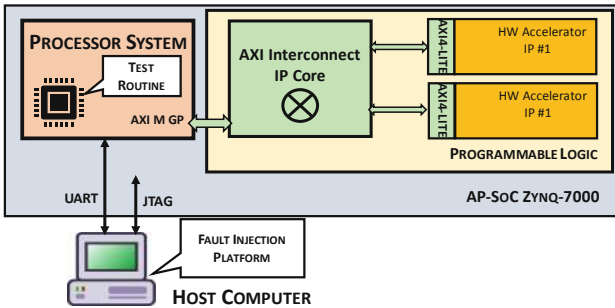 PROCESSOR SYSTEM
TEST
ROUTINE
AXI M GP
AXI Interconnect
IP Core
AXI4-LITE
HW Accelerator
IP #1
AXI4-LITE
HW Accelerator
IP #1
PROGRAMMABLE LOGIC
AP-SOC ZYNQ-7000
UART
JTAG
FAULT INJECTION
PLATFORM
HOST COMPUTER